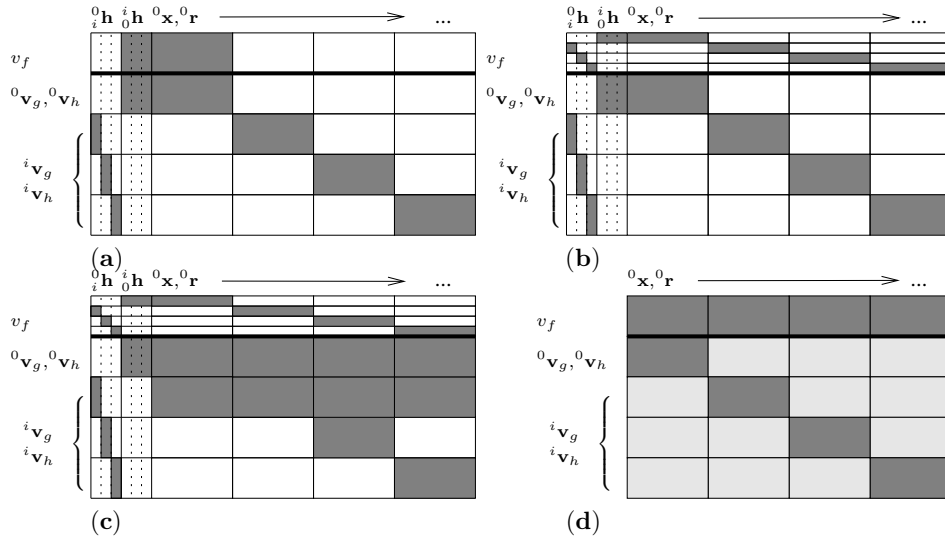 ⁰ᵢh ⁱ₀h ⁰x,⁰r ...
v_f
⁰v_g,⁰v_h
ⁱv_g
ⁱv_h
(a)
⁰ᵢh ⁱ₀h ⁰x,⁰r ...
v_f
⁰v_g,⁰v_h
ⁱv_g
ⁱv_h
(b)
⁰ᵢh ⁱ₀h ⁰x,⁰r ...
v_f
⁰v_g,⁰v_h
ⁱv_g
ⁱv_h
(c)
⁰x,⁰r ...
v_f
⁰v_g,⁰v_h
ⁱv_g
ⁱv_h
(d)